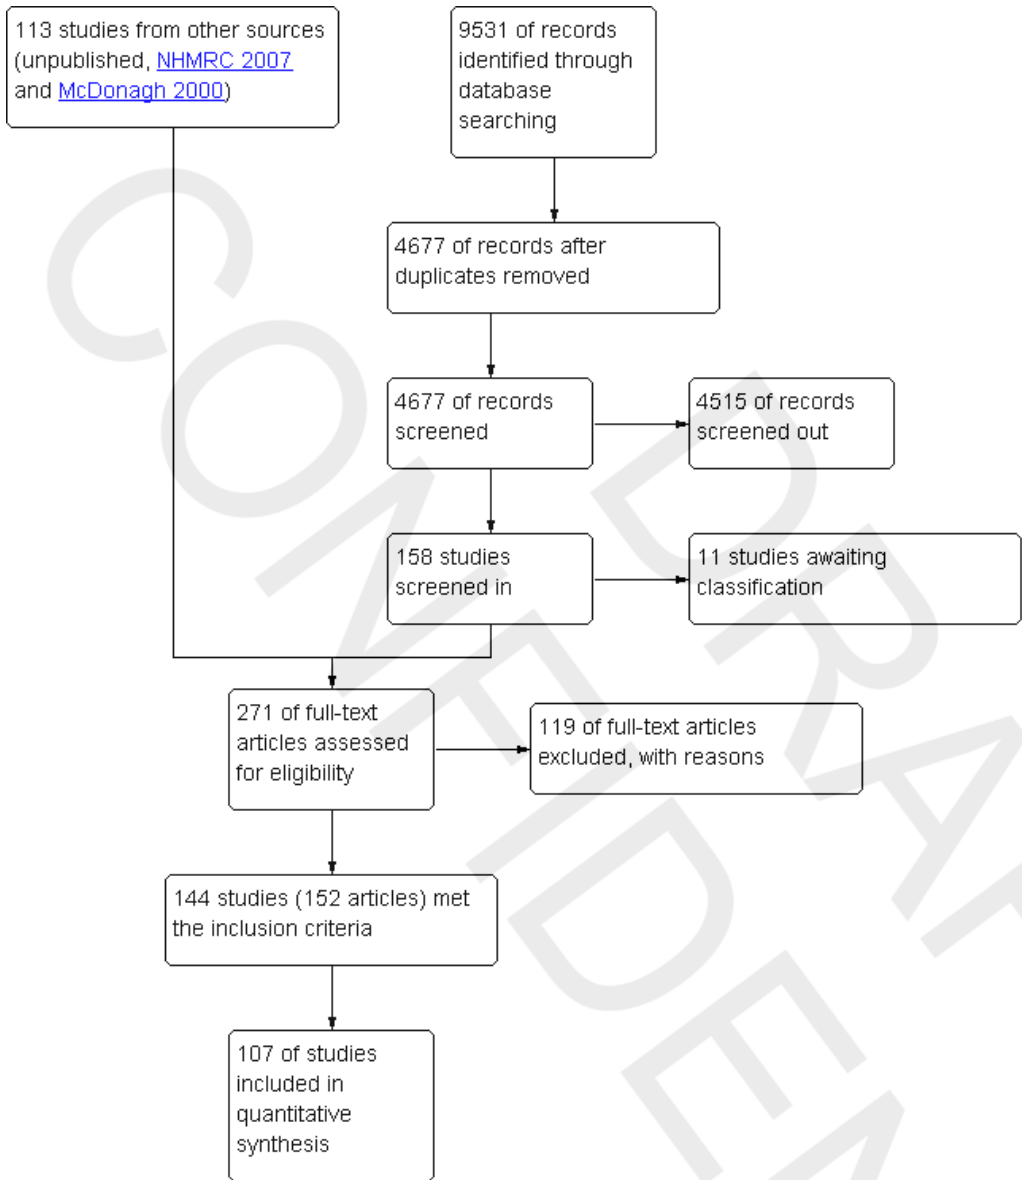 113 studies from other sources
(unpublished, NHMRC 2007
and McDonagh 2000)
9531 of records
identified through
database
searching
4677 of records after
duplicates removed
4677 of records
screened
4515 of records
screened out
158 studies
screened in
11 studies awaiting
classification
271 of full-text
articles assessed
for eligibility
119 of full-text articles
excluded, with reasons
144 studies (152 articles) met
the inclusion criteria
107 of studies
included in
quantitative
synthesis
DRAF
CONFIDEN